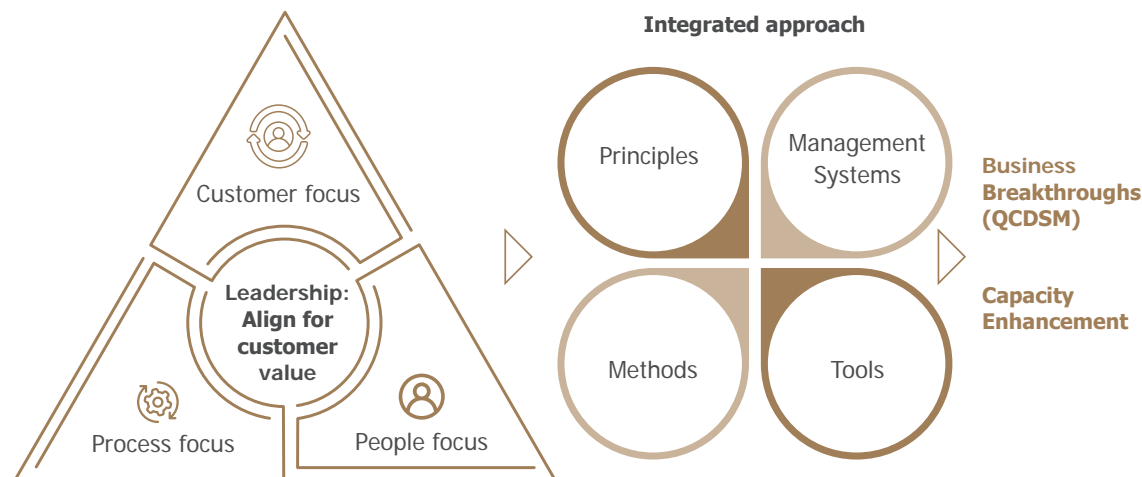 Customer focus
Leadership:
Align for
customer
value
Process focus
People focus
Integrated approach
Principles
Management
Systems
Methods
Tools
Business
Breakthroughs
(QCDSM)
Capacity
Enhancement